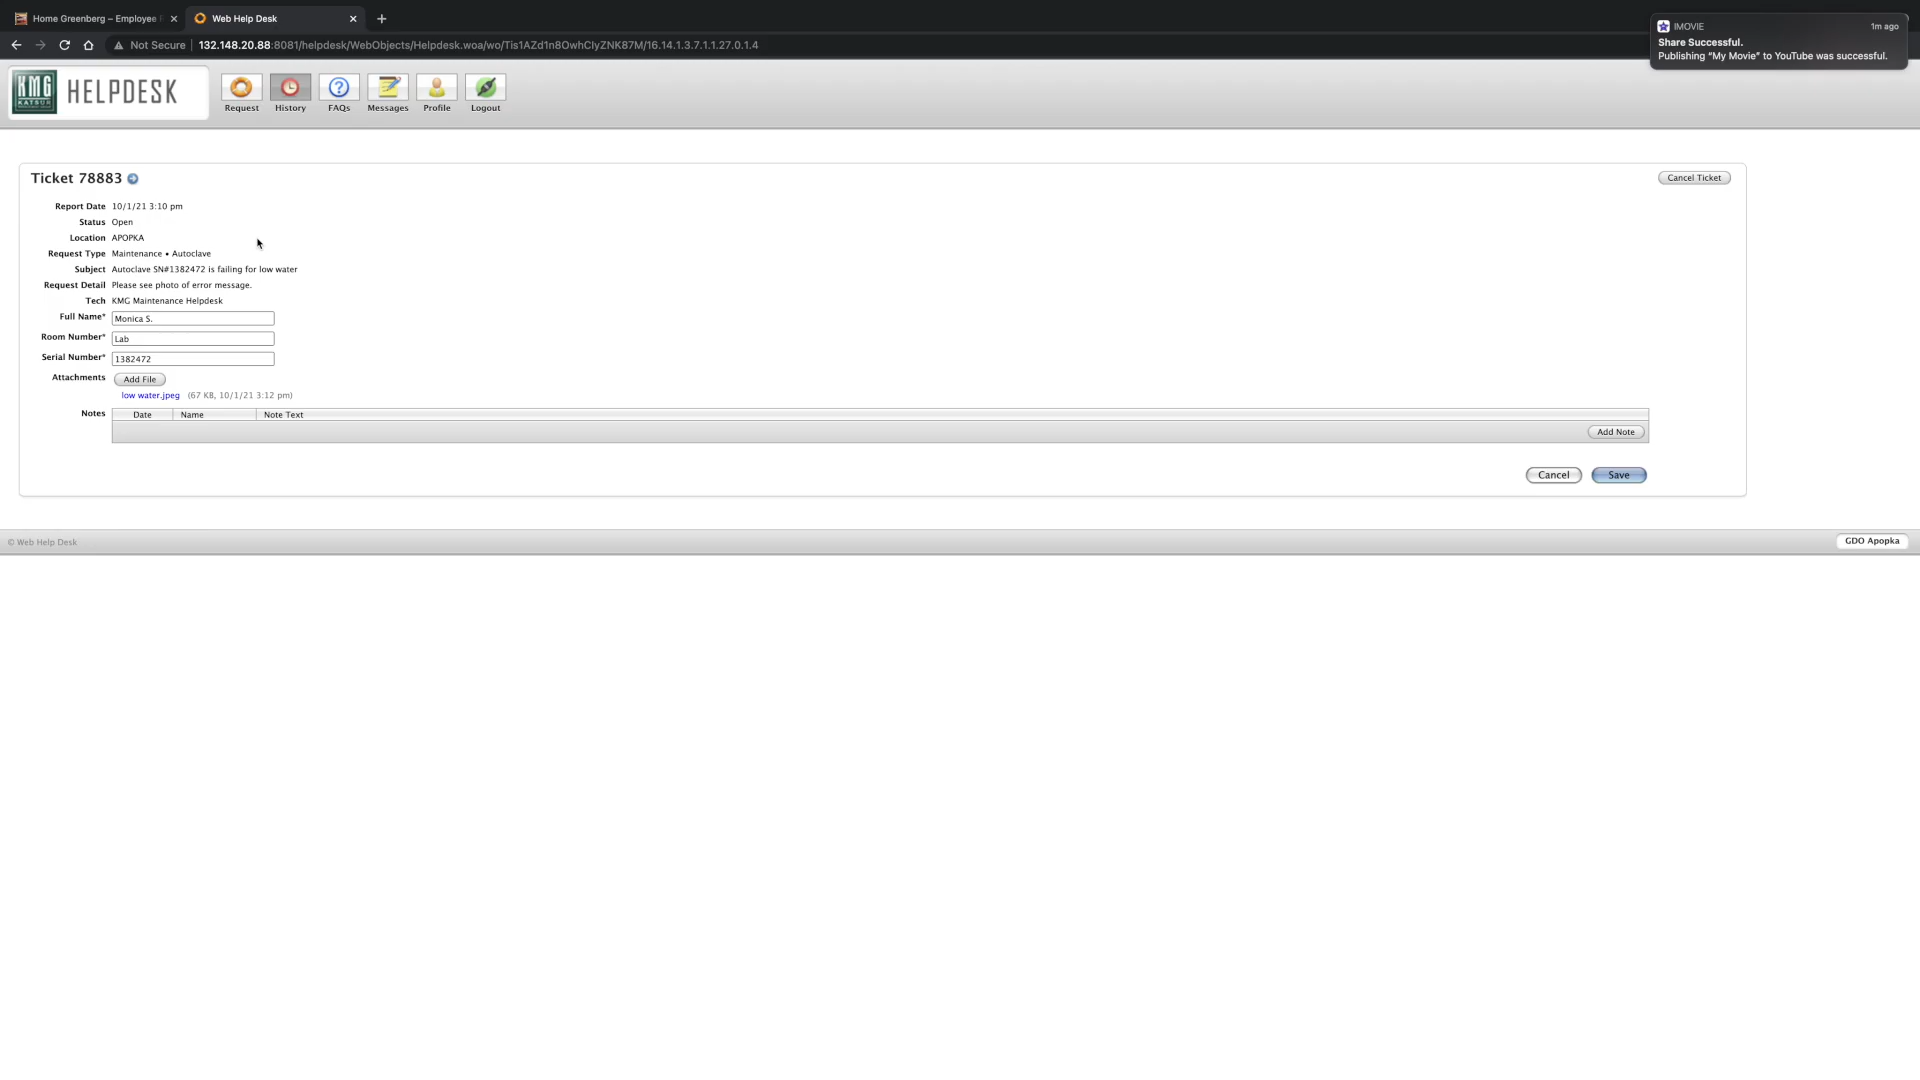 Home Greenberg – Employee
Web Help Desk
Not Secure
132.148.20.88:8081/helpdesk/WebObjects/Helpdesk.woa/wo/Tis1AZd1n8OwhCIyZNK87M/16.14.1.3.7.1.1.27.0.1.4
IMOVIE
1m ago
Share Successful.
Publishing “My Movie” to YouTube was successful.
KMG
KATSUR
HELPDESK
Request
History
FAQs
Messages
Profile
Logout
Ticket 78883
Cancel Ticket
Report Date 10/1/21 3:10 pm
Status Open
Location APOPKA
Request Type Maintenance • Autoclave
Subject Autoclave SN#1382472 is failing for low water
Request Detail Please see photo of error message.
Tech KMG Maintenance Helpdesk
Full Name* Monica S.
Room Number* Lab
Serial Number* 1382472
Attachments Add File
low water.jpeg (67 KB, 10/1/21 3:12 pm)
Notes Date Name Note Text
Add Note
Cancel Save
© Web Help Desk
GDO Apopka